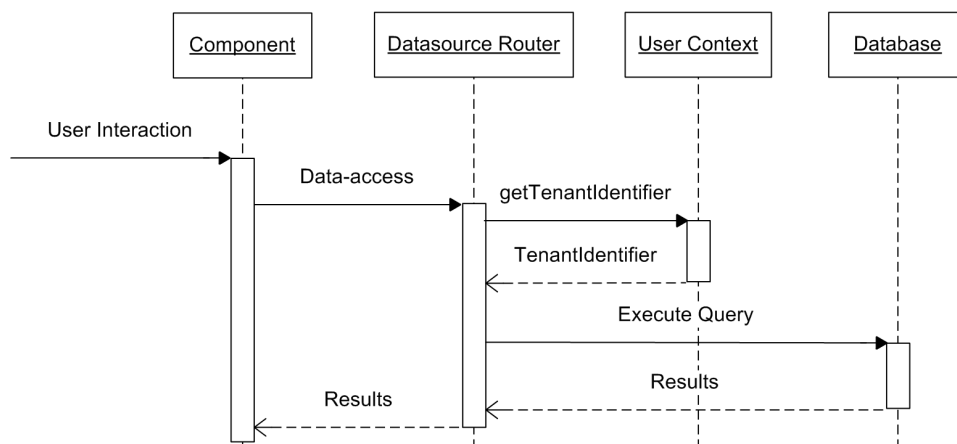 Component
Datasource Router
User Context
Database
User Interaction
Data-access
getTenantIdentifier
TenantIdentifier
Execute Query
Results
Results